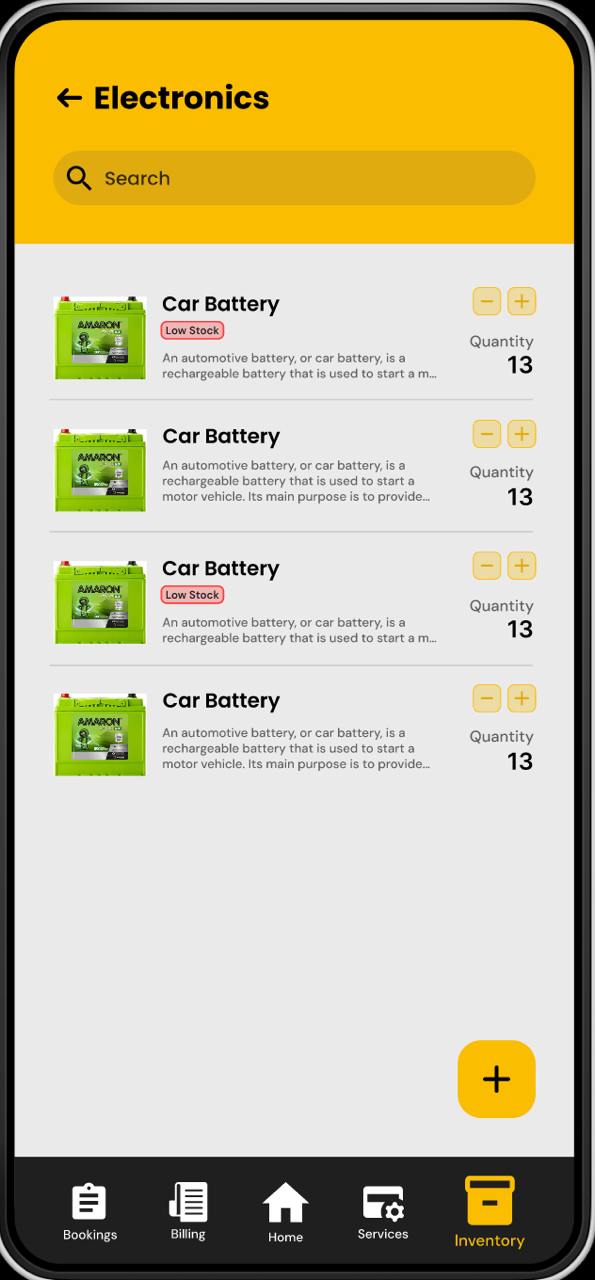 Electronics
Search
Car Battery
Low Stock
An automotive battery, or car battery, is a
rechargeable battery that is used to start a m...
Quantity
13
AMARON
Car Battery
An automotive battery, or car battery, is a
rechargeable battery that is used to start a
motor vehicle. Its main purpose is to provide...
Quantity
13
AMARON
Car Battery
Low Stock
An automotive battery, or car battery, is a
rechargeable battery that is used to start a m...
Quantity
13
AMARON
Car Battery
An automotive battery, or car battery, is a
rechargeable battery that is used to start a
motor vehicle. Its main purpose is to provide...
Quantity
13
AMARON
Bookings
Billing
Home
Services
Inventory